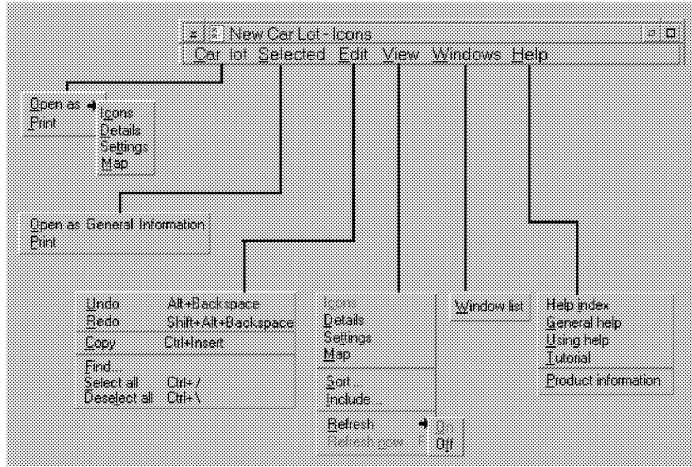 New Car Lot - Icons
Car lot Selected Edit View Windows Help
Open as
Print
Icons
Details
Settings
Map
Open as General Information
Print
Undo Alt+Backspace
Redo Shift+Alt+Backspace
Copy Ctrl+Insert
Find...
Select all Ctrl+/
Deselect all Ctrl+\
Icons
Details
Settings
Map
Sort...
Include...
Refresh
On
Refresh now
Off
Window list
Help index
General help
Using help
Tutorial
Product information